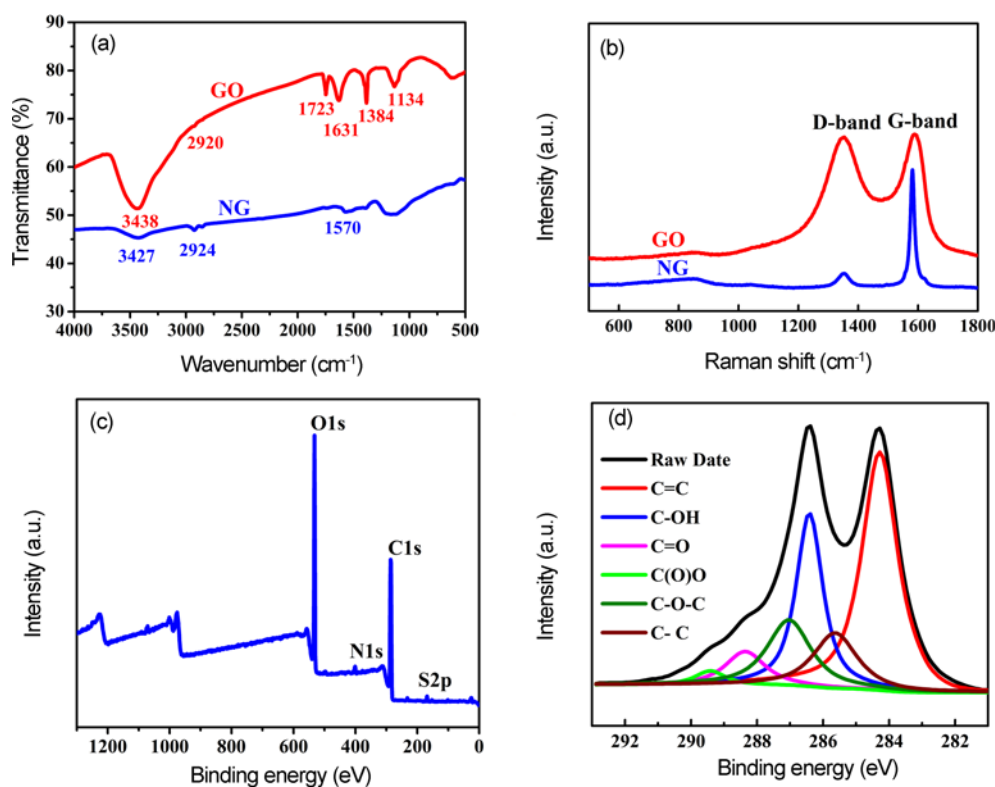 (a)
90
80
70
60
50
40
30
Transmittance (%)
GO
2920
3438
1723
1631
1384
1134
NG
3427
2924
1570
4000 3500 3000 2500 2000 1500 1000 500
Wavenumber (cm⁻¹)
(b)
Intensity (a.u.)
D-band G-band
GO
NG
600 800 1000 1200 1400 1600 1800
Raman shift (cm⁻¹)
(c)
Intensity (a.u.)
O1s
C1s
N1s
S2p
1200 1000 800 600 400 200 0
Binding energy (eV)
(d)
Intensity (a.u.)
Raw Date
C=C
C-OH
C=O
C(O)O
C-O-C
C- C
292 290 288 286 284 282
Binding energy (eV)